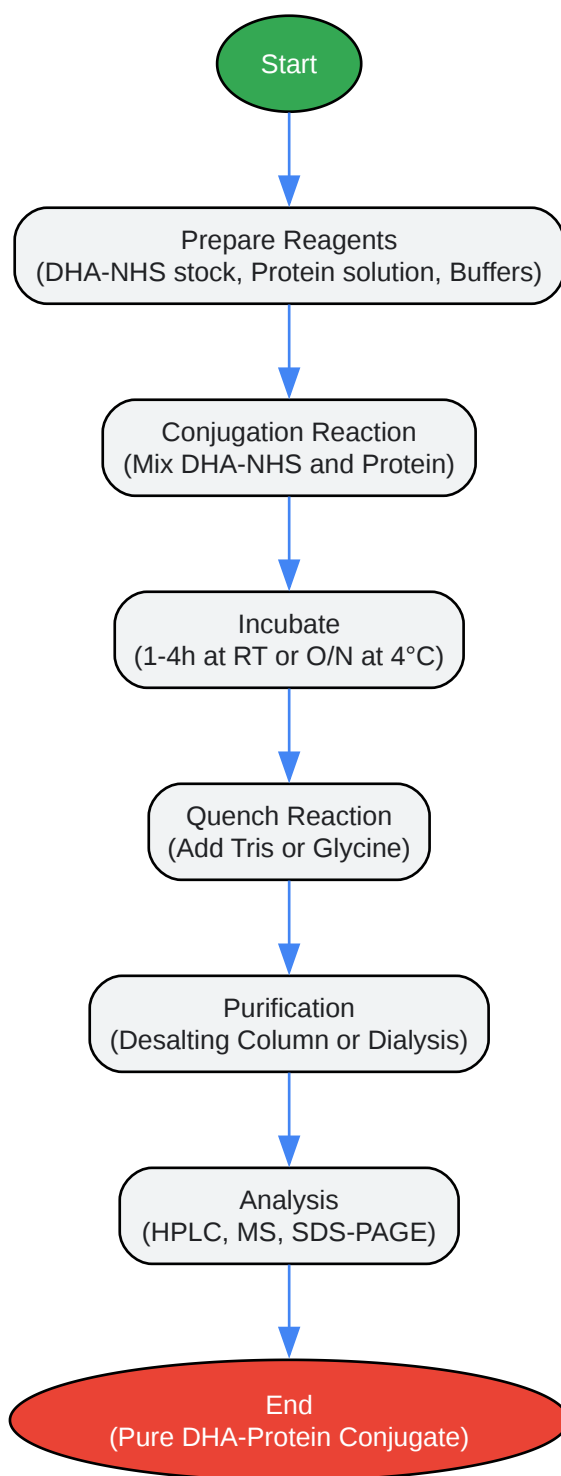 Start
Prepare Reagents
(DHA-NHS stock, Protein solution, Buffers)
Conjugation Reaction
(Mix DHA-NHS and Protein)
Incubate
(1-4h at RT or O/N at 4°C)
Quench Reaction
(Add Tris or Glycine)
Purification
(Desalting Column or Dialysis)
Analysis
(HPLC, MS, SDS-PAGE)
End
(Pure DHA-Protein Conjugate)